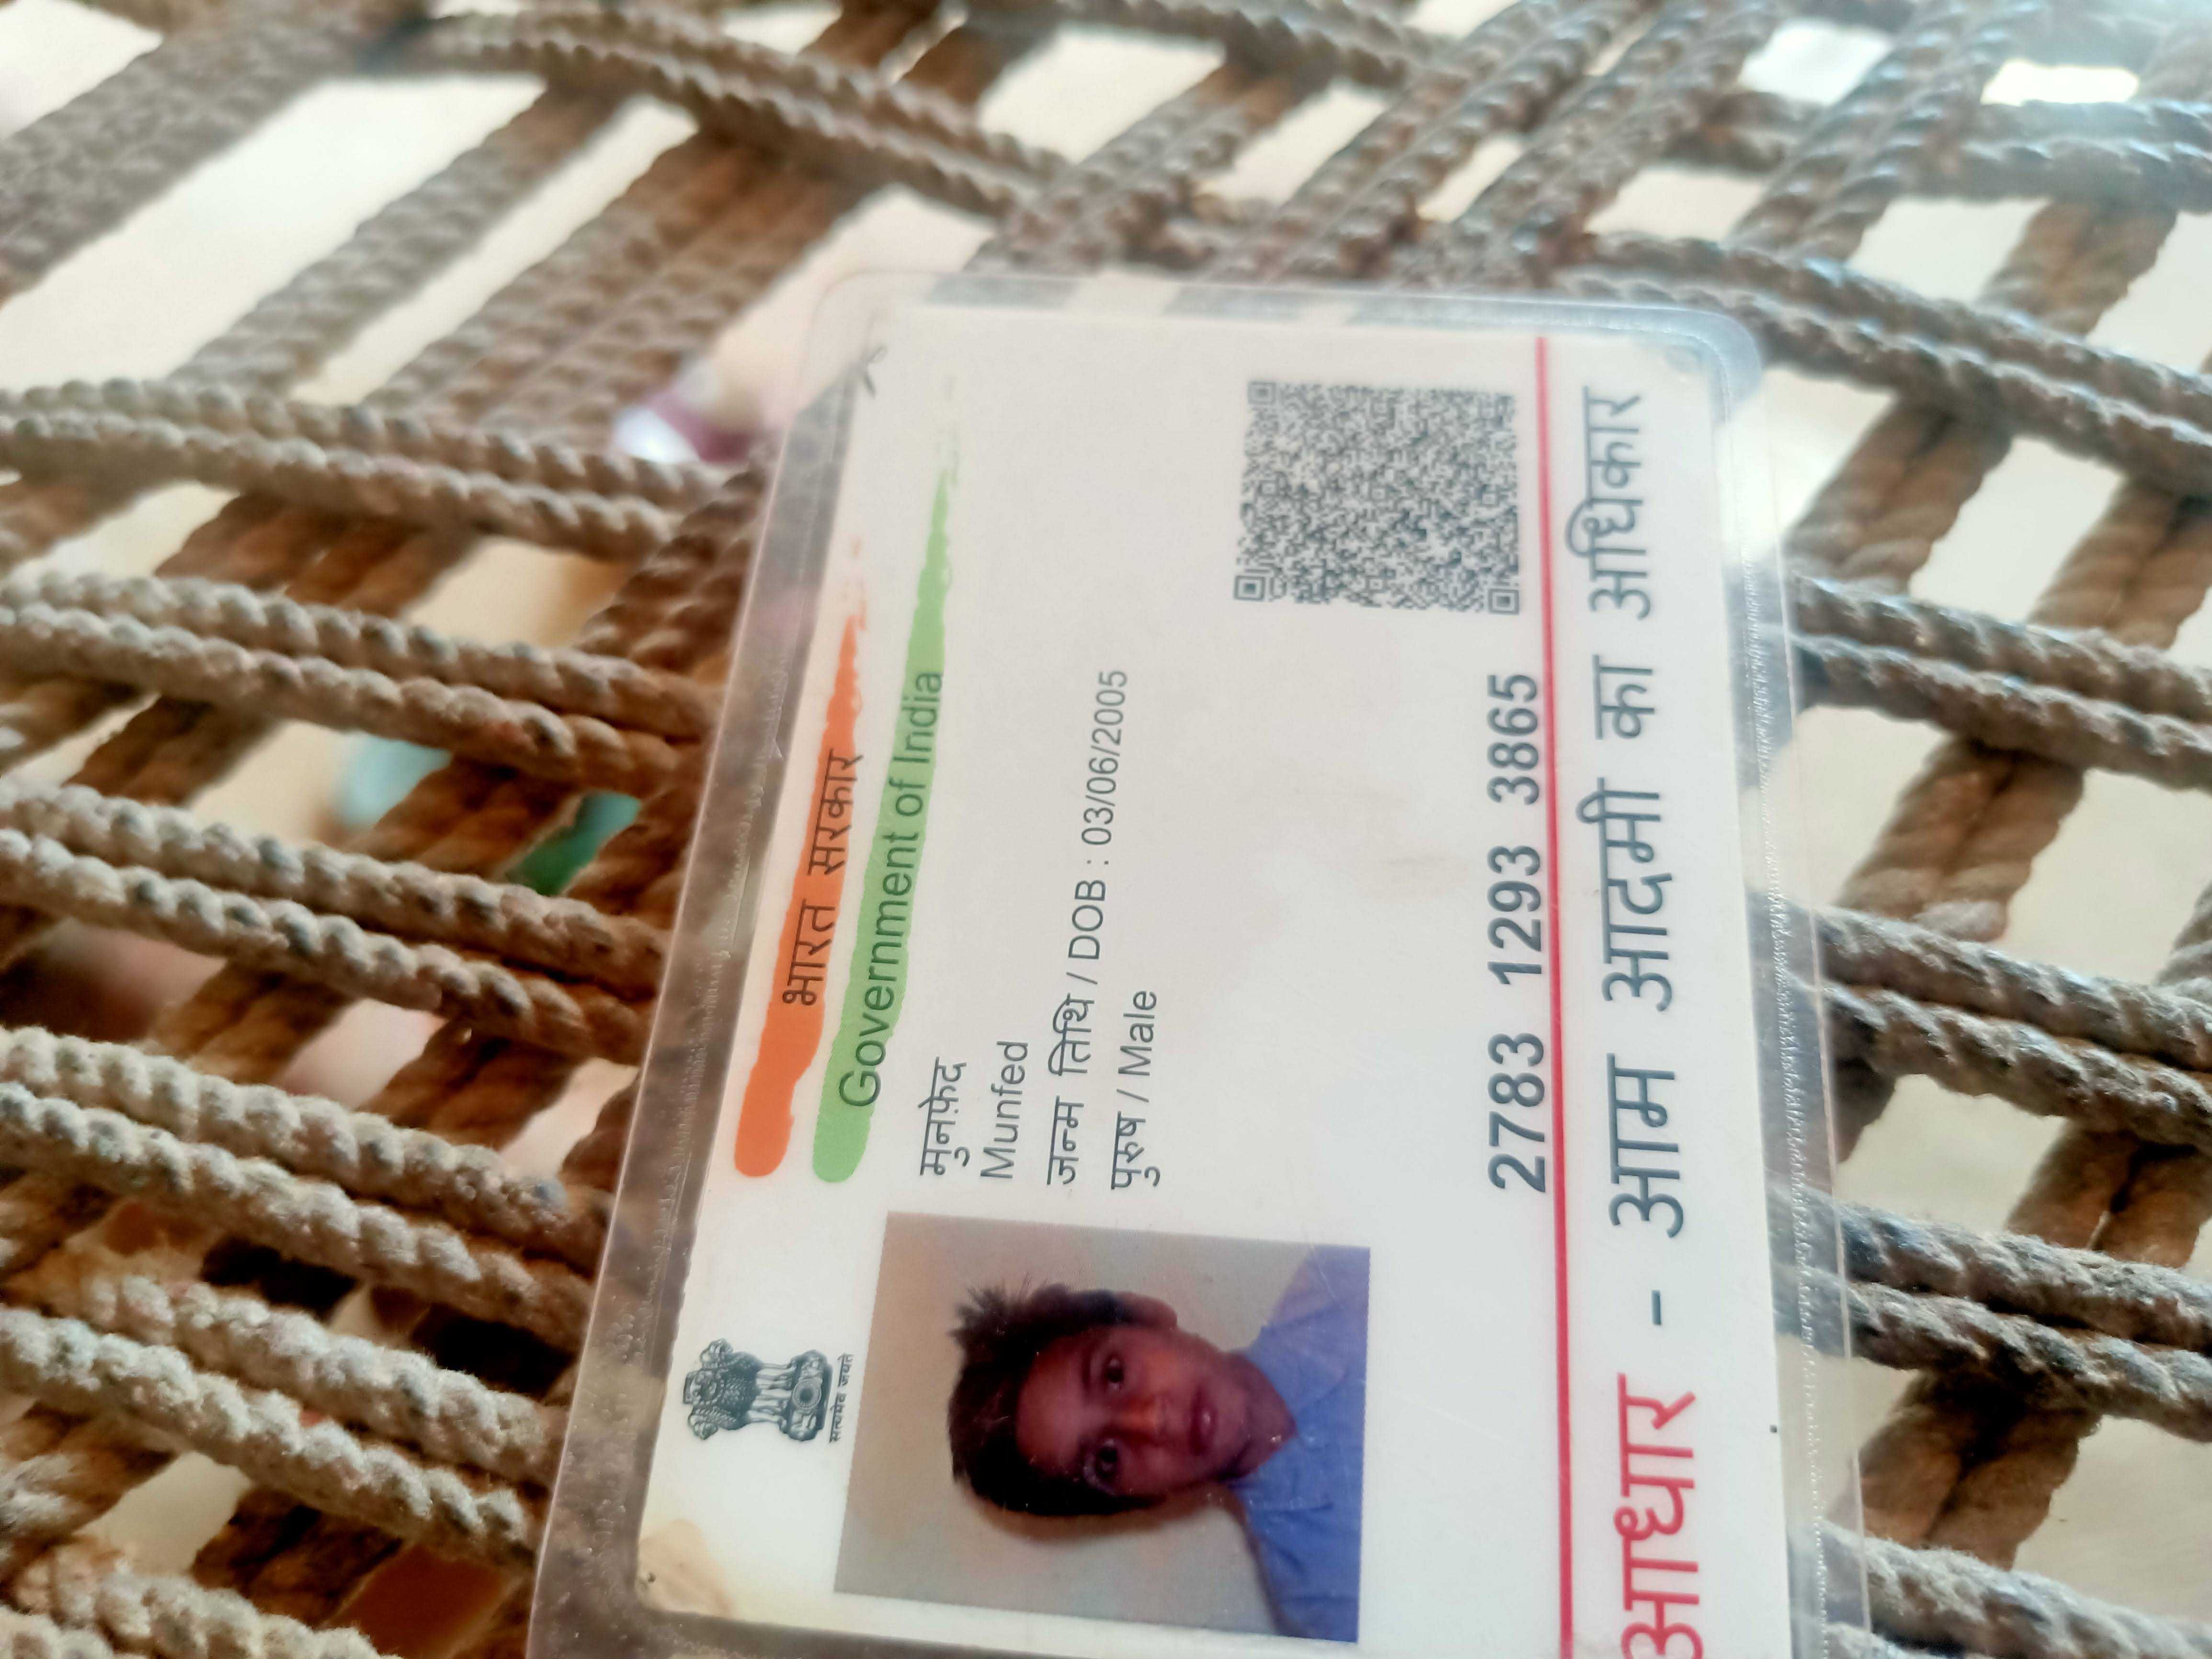 भारत सरकार
Government of India
सत्यमेव जयते
मुनफ़ेद
Munfed
जन्म तिथि / DOB : 03/06/2005
पुरुष / Male
2783 1293 3865
आधार - आम आदमी का अधिकार